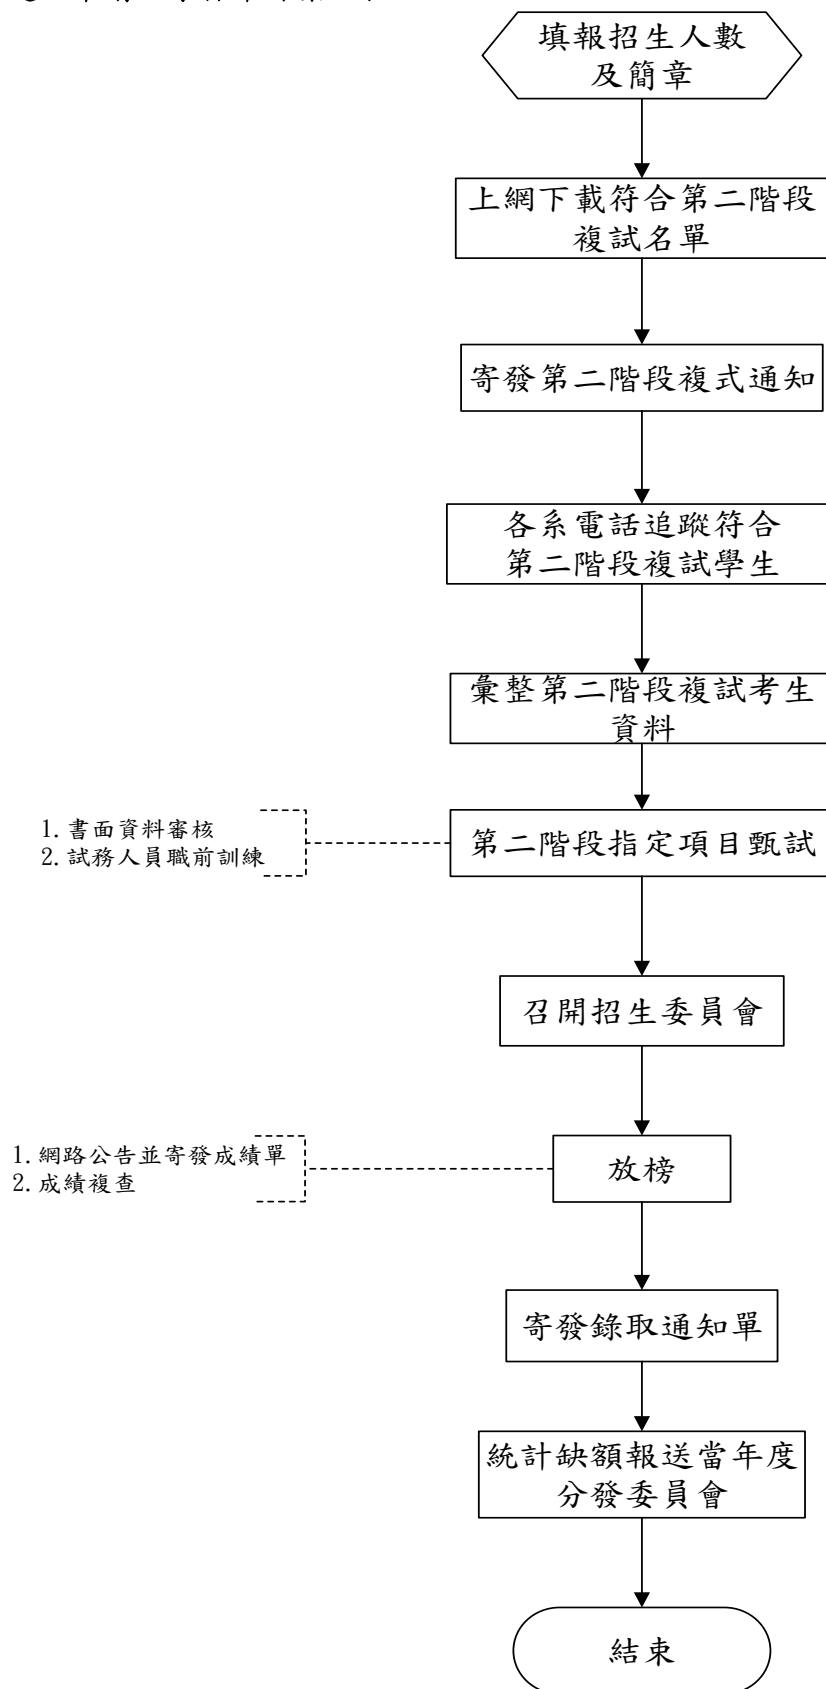 填報招生人數
及簡章
上網下載符合第二階段
複試名單
寄發第二階段複式通知
各系電話追蹤符合
第二階段複試學生
彙整第二階段複試考生
資料
1. 書面資料審核
2. 試務人員職前訓練
第二階段指定項目甄試
召開招生委員會
1. 網路公告並寄發成績單
2. 成績複查
放榜
寄發錄取通知單
統計缺額報送當年度
分發委員會
結束